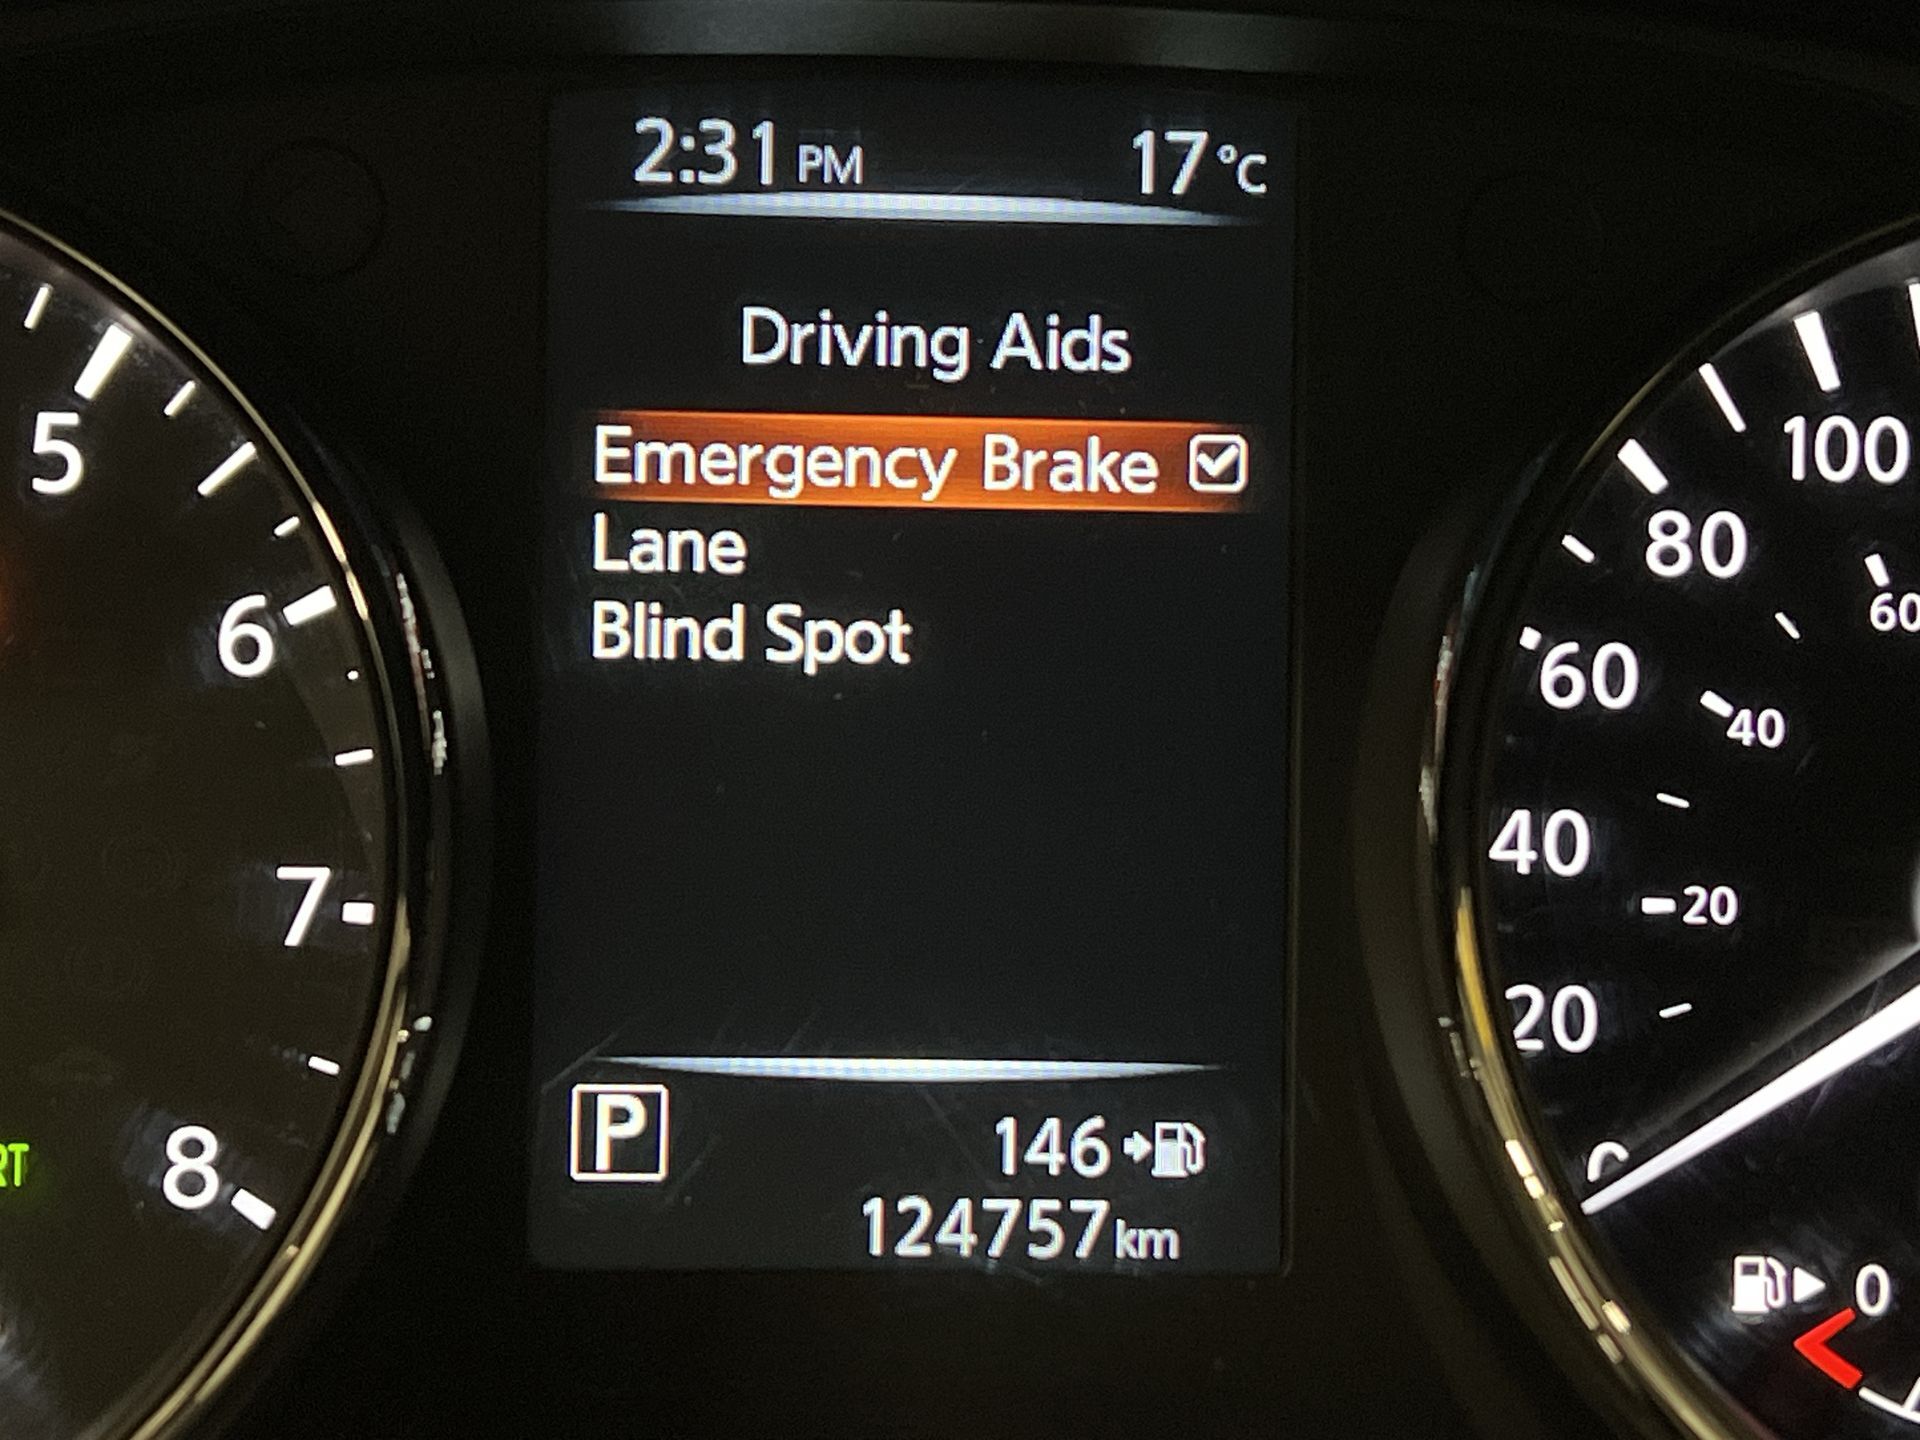 2:31 PM 17 °C
Driving Aids
Emergency Brake
Lane
Blind Spot
P 146
124757 km
5
6
7
8
100
80
60
60
40
40
20
20
0